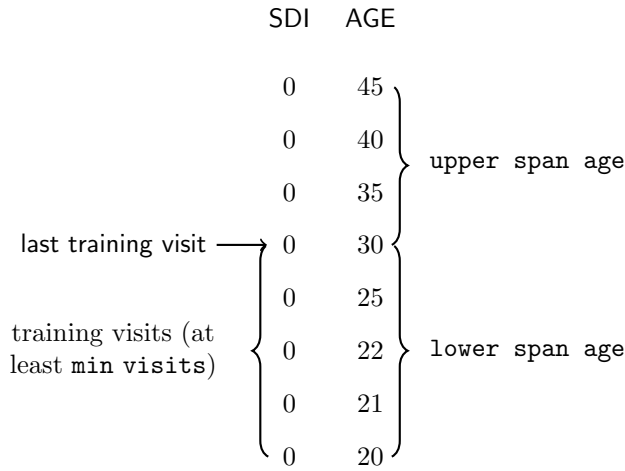 SDI AGE
0 45
0 40
upper span age
0 35
last training visit 0 30
0 25
training visits (at
least min visits)
0 22
lower span age
0 21
0 20